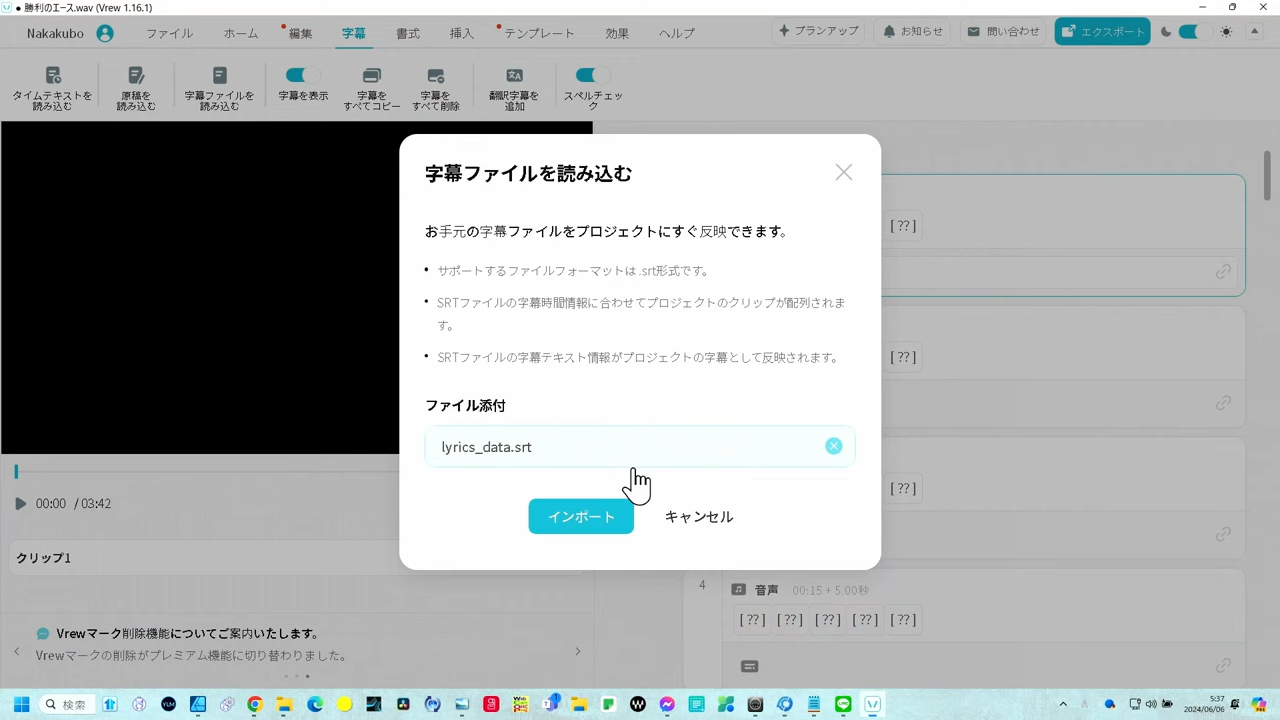 ● 勝利のエース.wav (Vrew 1.16.1)
Nakakubo ファイル ホーム 編集 字幕 書式 挿入 テンプレート 効果 ヘルプ プランアップ お知らせ 問い合わせ エクスポート
タイムテキストを
読み込む
原稿を
読み込む
字幕ファイルを
読み込む
字幕を表示
字幕を
すべてコピー
字幕を
すべて削除
翻訳字幕を
追加
スペルチェッ
ク
字幕ファイルを読み込む
お手元の字幕ファイルをプロジェクトにすぐ反映できます。
• サポートするファイルフォーマットは .srt形式です。
• SRTファイルの字幕時間情報に合わせてプロジェクトのクリップが配列されま
す。
• SRTファイルの字幕テキスト情報がプロジェクトの字幕として反映されます。
ファイル添付
lyrics_data.srt
インポート キャンセル
[ ?? ]
[ ?? ]
[ ?? ]
4 音声 00:15 + 5.00秒
[ ?? ] [ ?? ] [ ?? ] [ ?? ] [ ?? ]
00:00 / 03:42
クリップ1
Vrewマーク削除機能についてご案内いたします。
Vrewマークの削除がプレミアム機能に切り替わりました。
検索
5:37
2024/06/06